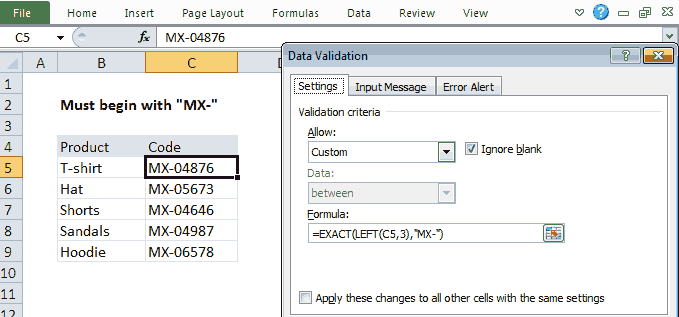 File Home Insert Page Layout Formulas Data Review View
C5 fx MX-04876
A B C D
Data Validation
Settings Input Message Error Alert
Validation criteria
Allow:
Custom Ignore blank
Data:
between
Formula:
=EXACT(LEFT(C5,3),"MX-")
Apply these changes to all other cells with the same settings
1
2 Must begin with "MX-"
3
4 Product Code
5 T-shirt MX-04876
6 Hat MX-05673
7 Shorts MX-04646
8 Sandals MX-04987
9 Hoodie MX-06578
10
11
12